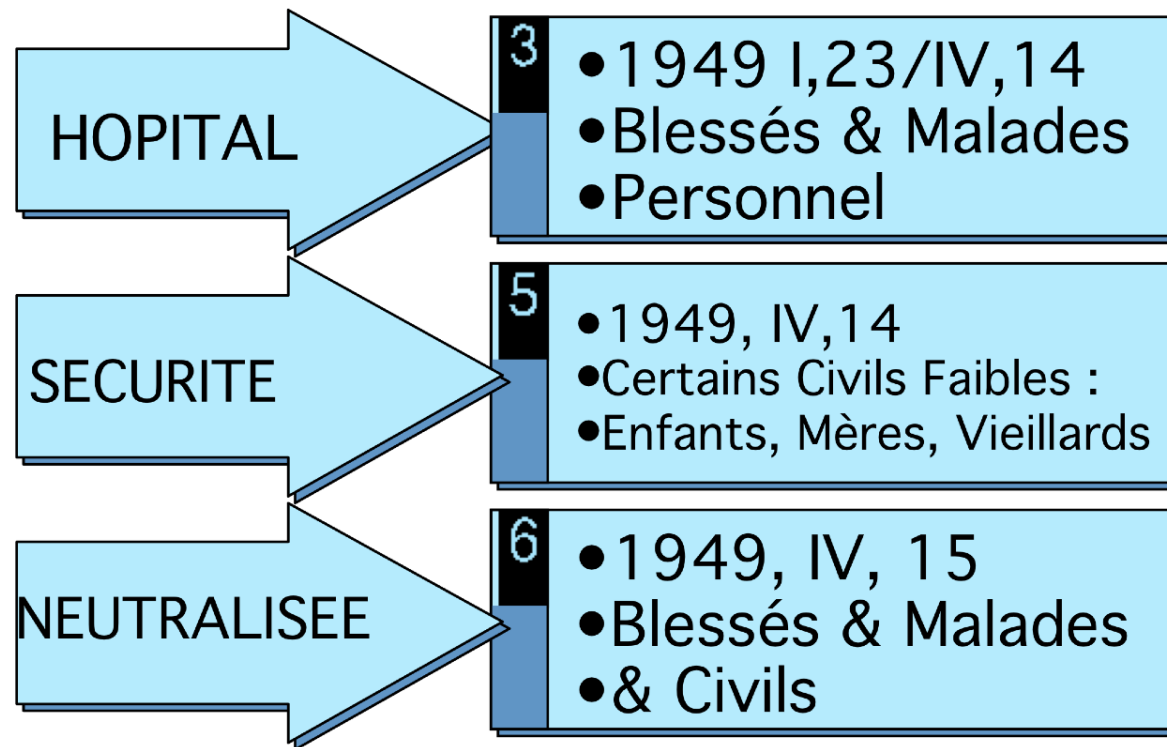 HOPITAL
3
•1949 I,23/IV,14
•Blessés & Malades
•Personnel
SECURITE
5
•1949, IV,14
•Certains Civils Faibles :
•Enfants, Mères, Vieillards
NEUTRALISEE
6
•1949, IV, 15
•Blessés & Malades
•& Civils